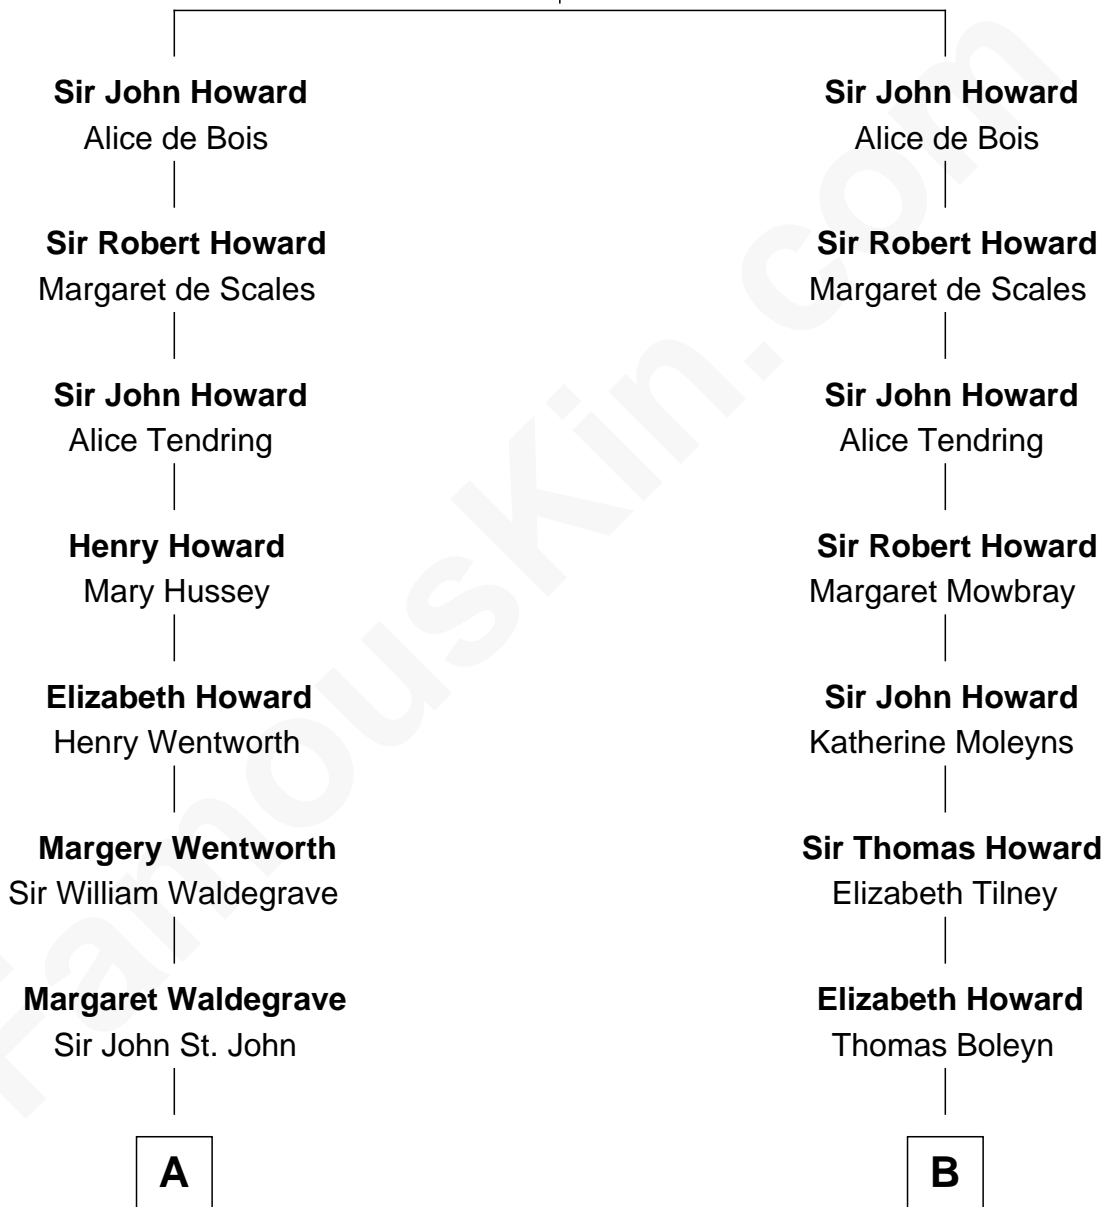 Sir John Howard
Alice de Bois
Sir Robert Howard
Margaret de Scales
Sir John Howard
Alice Tendring
Henry Howard
Mary Hussey
Elizabeth Howard
Henry Wentworth
Margery Wentworth
Sir William Waldegrave
Margaret Waldegrave
Sir John St. John
A
Sir John Howard
Alice de Bois
Sir Robert Howard
Margaret de Scales
Sir John Howard
Alice Tendring
Sir Robert Howard
Margaret Mowbray
Sir John Howard
Katherine Moleyns
Sir Thomas Howard
Elizabeth Tilney
Elizabeth Howard
Thomas Boleyn
B
FamousKin.com